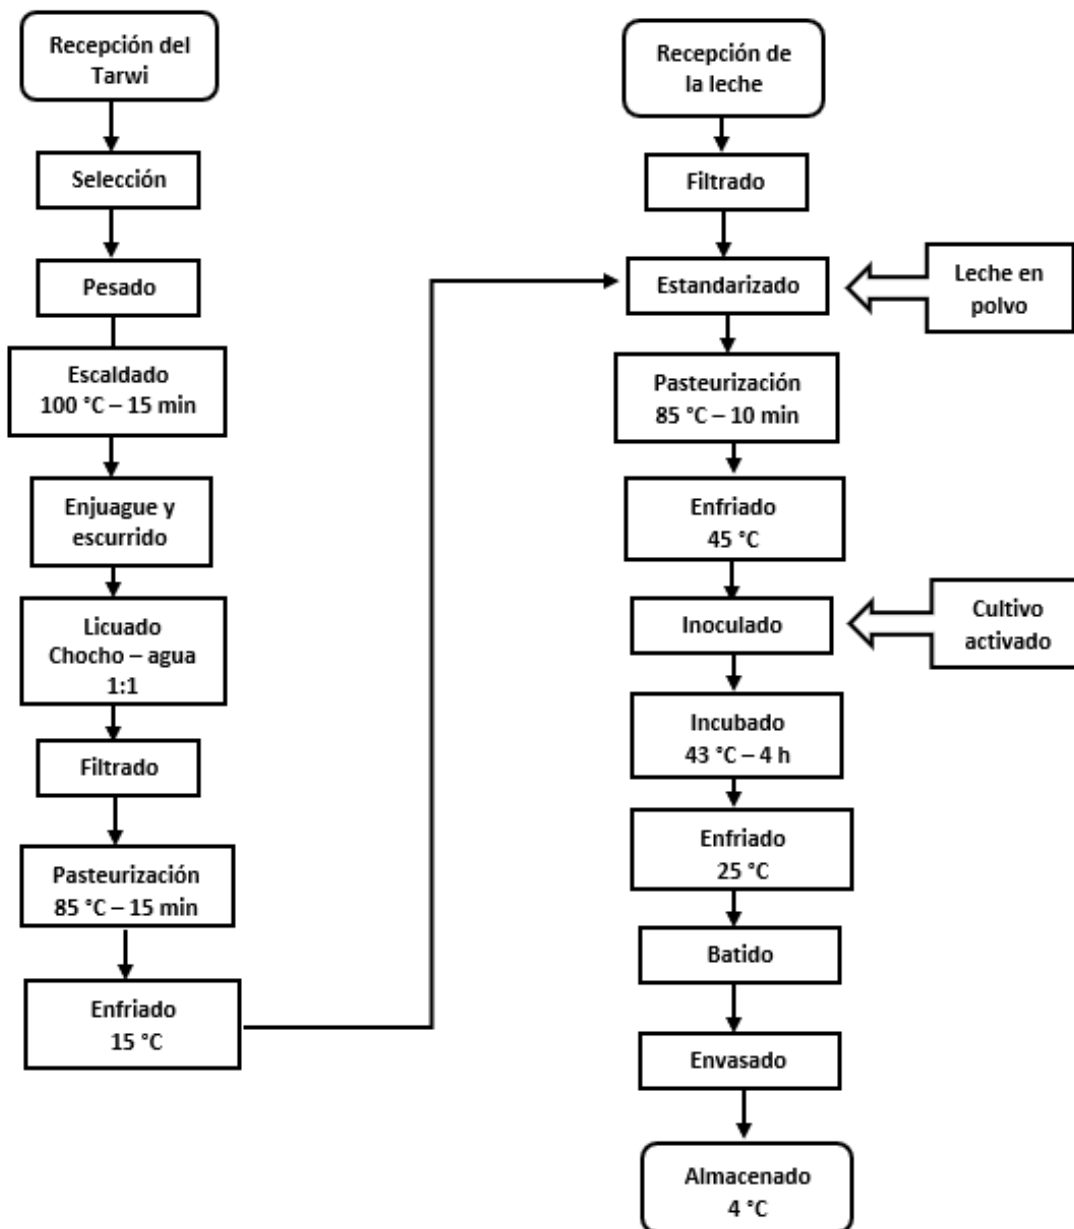 Recepción del
Tarwi
Selección
Pesado
Escaldado
100 °C – 15 min
Enjuague y
escurrido
Licuado
Chocho – agua
1:1
Filtrado
Pasteurización
85 °C – 15 min
Enfriado
15 °C
Recepción de
la leche
Filtrado
Estandarizado
Leche en
polvo
Pasteurización
85 °C – 10 min
Enfriado
45 °C
Inoculado
Cultivo
activado
Incubado
43 °C – 4 h
Enfriado
25 °C
Batido
Envasado
Almacenado
4 °C